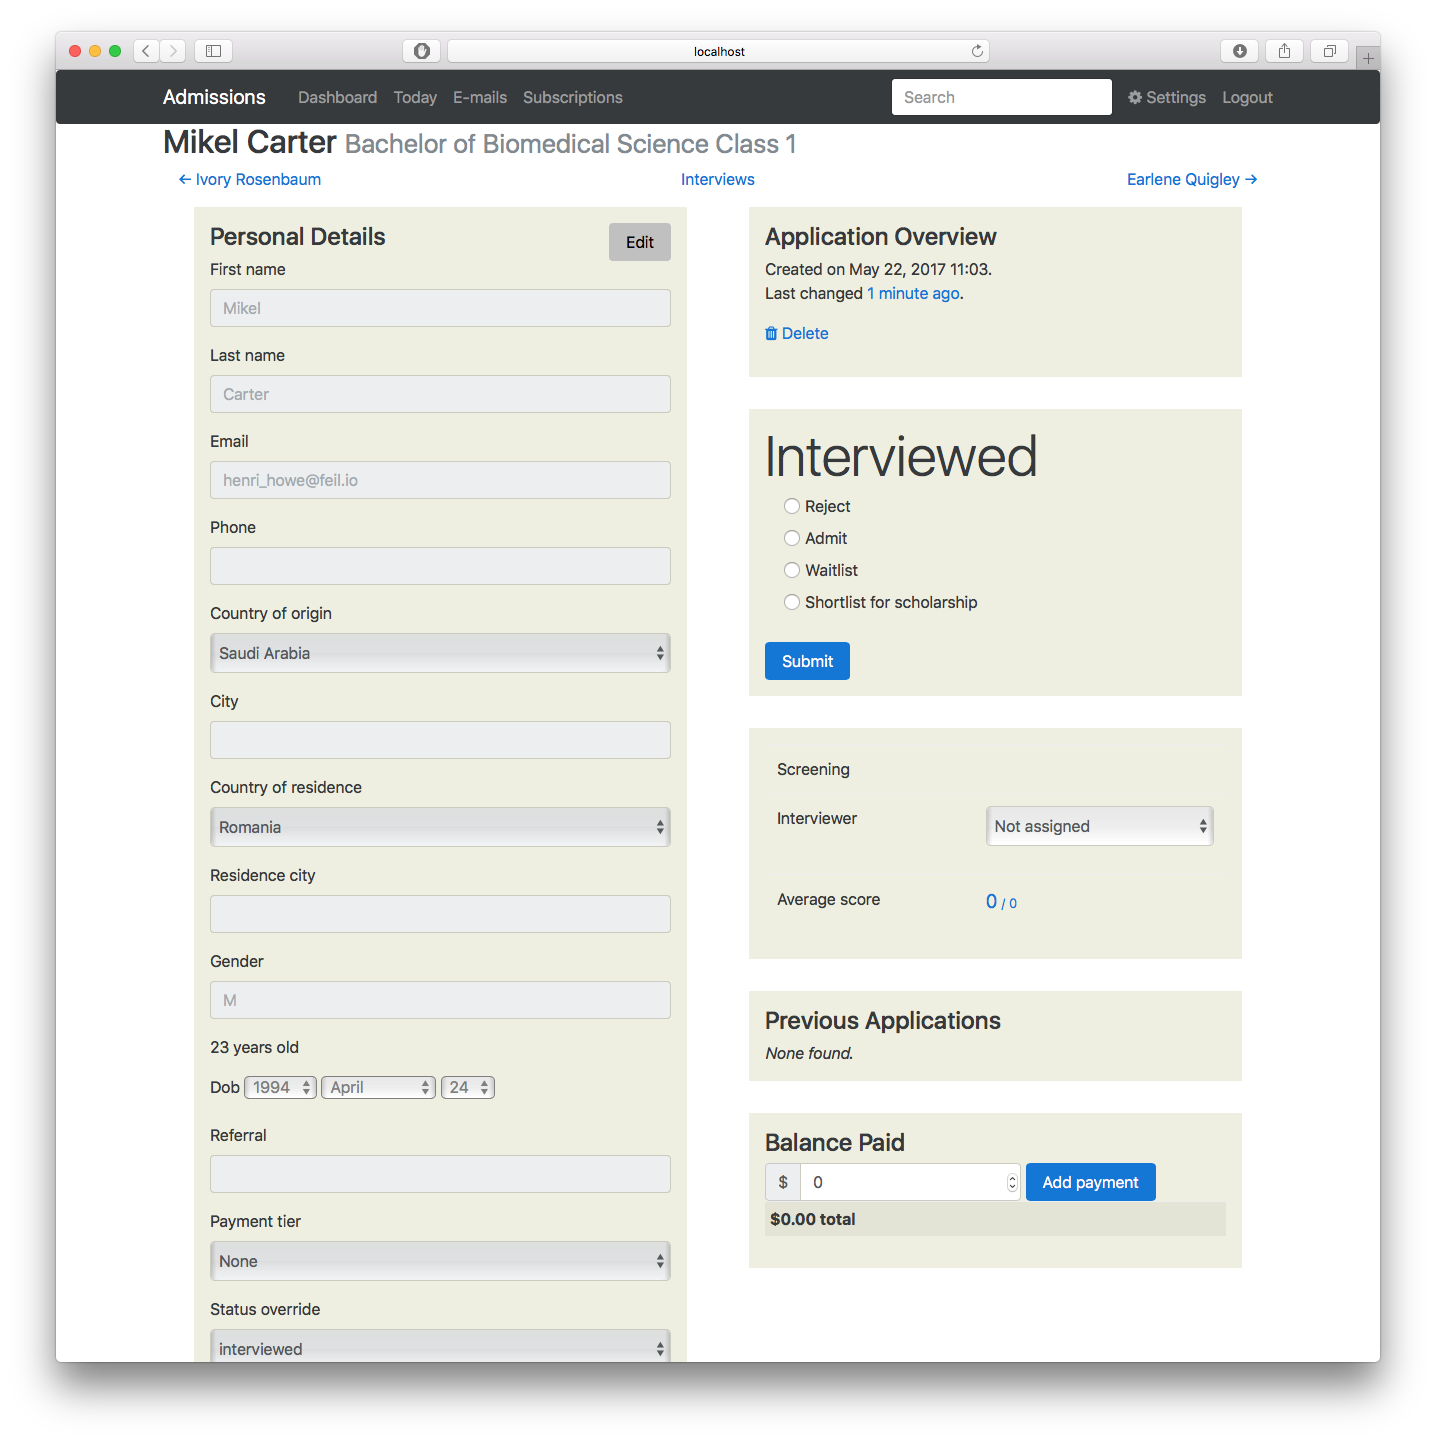 localhost
Admissions Dashboard Today E-mails Subscriptions Search Settings Logout
Mikel Carter Bachelor of Biomedical Science Class 1
← Ivory Rosenbaum Interviews Earlene Quigley →
Personal Details
Edit
First name
Mikel
Last name
Carter
Email
henri_howe@feil.io
Phone
Country of origin
Saudi Arabia
City
Country of residence
Romania
Residence city
Gender
M
23 years old
Dob 1994 April 24
Referral
Payment tier
None
Status override
interviewed
Application Overview
Created on May 22, 2017 11:03.
Last changed 1 minute ago.
Delete
Interviewed
Reject
Admit
Waitlist
Shortlist for scholarship
Submit
Screening
Interviewer Not assigned
Average score 0 / 0
Previous Applications
None found.
Balance Paid
$ 0 Add payment
$0.00 total